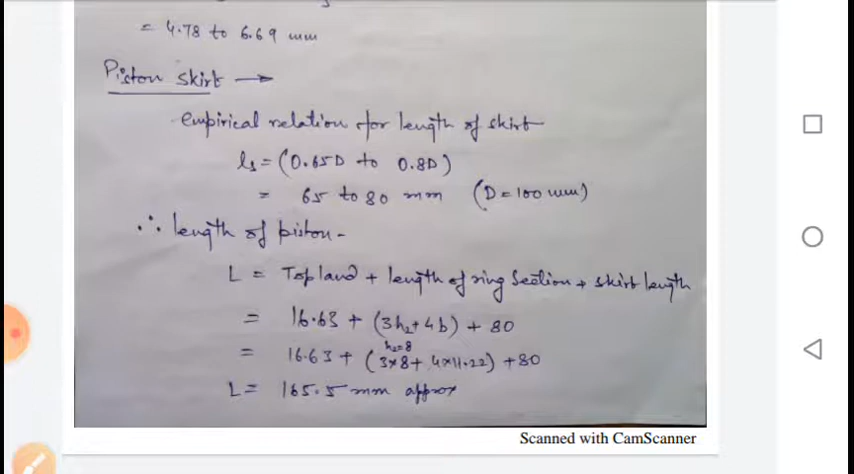 = 4.78 to 6.69 mm
Piston skirt →
empirical relation for length of skirt
ls = (0.65D to 0.8D)
= 65 to 80 mm (D = 100 mm)
∴ length of piston -
L = Top land + length of ring section + skirt length
= 16.63 + (3h₂ + 4b) + 80
h₂=8
= 16.63 + (3×8 + 4×11.22) + 80
L = 165.5 mm approx
Scanned with CamScanner